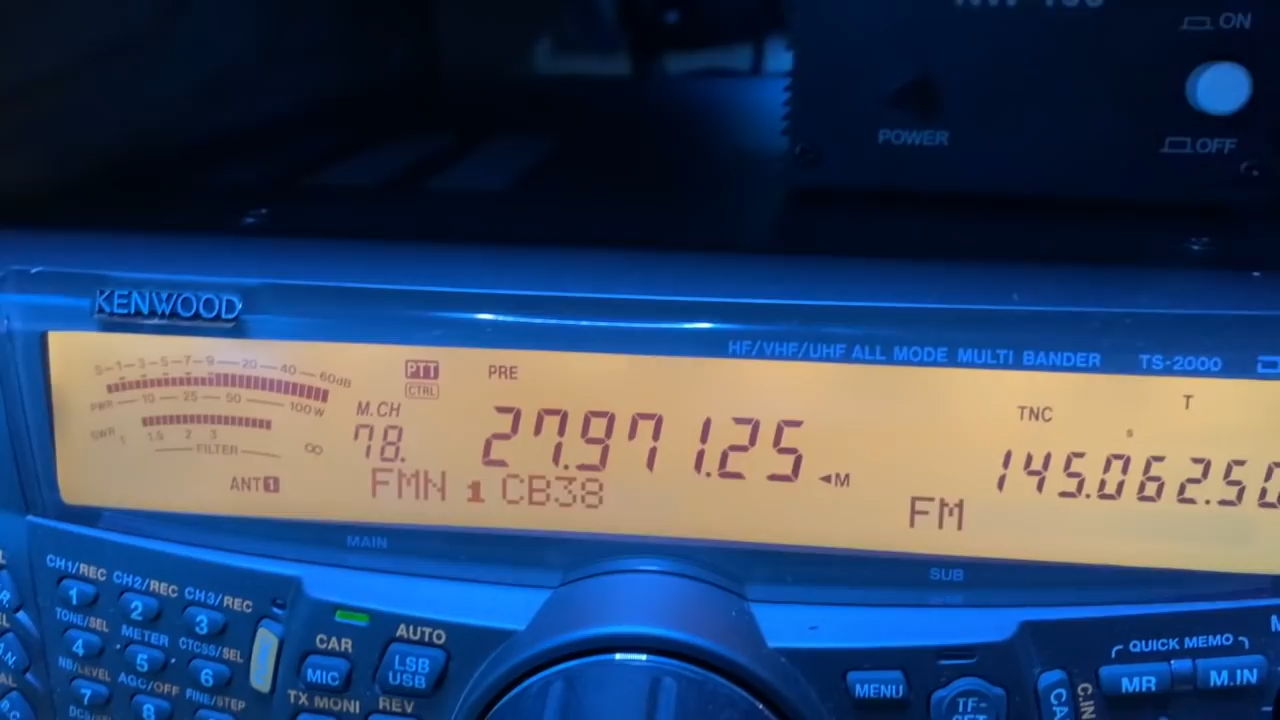 ON
POWER
OFF
KENWOOD
HF/VHF/UHF ALL MODE MULTI BANDER TS-2000
S 1 3 5 7 9 20 40 60dB
PWR 10 25 50 100W
SWR 1 1.5 2 3 ∞
FILTER
ANT 1
PTT
CTRL
PRE
M.CH
78.
27.971.25
◄M
FMN 1 CB38
TNC
s
T
145.062.50
FM
MAIN
SUB
CH1/REC CH2/REC CH3/REC
1 2 3
TONE/SEL METER CTCSS/SEL
4 5 6
NB/LEVEL AGC/OFF FINE/STEP
7 8
CAR
MIC
TX MONI
AUTO
LSB
USB
REV
MENU
TF-
QUICK MEMO
MR
M.IN
C.IN